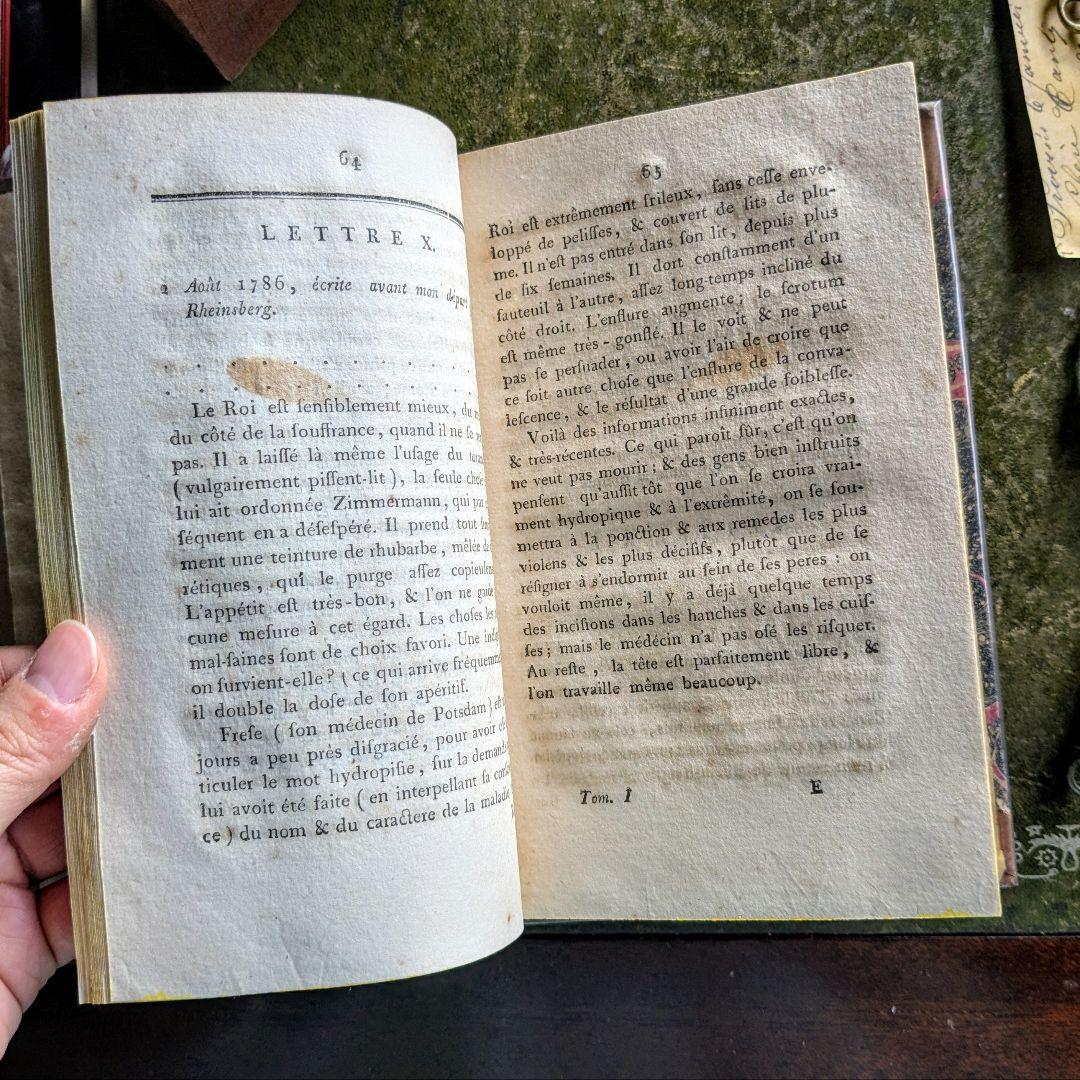 64
LETTRE X.
2 Août 1786, écrite avant mon départ
Rheinsberg.
Le Roi eſt ſenſiblement mieux, du
du côté de la ſouffrance, quand il ne ſe
pas. Il a laiſſé là même l'uſage du
(vulgairement piſſent-lit), la ſeule choſe
lui ait ordonnée Zimmermann, qui par
ſéquent en a déſeſpéré. Il prend tout
ment une teinture de rhubarbe, mêlée
rétiques, qui le purge aſſez
L'appétit eſt très-bon, & l'on ne garde
cune meſure à cet égard. Les choſes les
mal-ſaines ſont de choix favori. Une
on ſurvient-elle? (ce qui arrive
il double la doſe de ſon apéritif.
Freſe (ſon médecin de Potsdam)
jours a peu près diſgracié, pour avoir
ticuler le mot hydropiſie, ſur la demande
lui avoit été faite (en interpellant ſa
ce) du nom & du caractere de la maladie
65
Roi eſt extrêmement frileux, ſans ceſſe enve-
loppé de peliſſes, & couvert de lits de plu-
me. Il n'eſt pas entré dans ſon lit, depuis plus
de ſix ſemaines. Il dort conſtamment d'un
fauteuil à l'autre, aſſez long-temps incliné du
côté droit. L'enflure augmente; le ſcrotum
eſt même très-gonflé. Il le voit & ne peut
pas ſe perſuader, ou avoir l'air de croire que
ce ſoit autre choſe que l'enflure de la conva-
leſcence, & le réſultat d'une grande foibleſſe.
Voilà des informations infiniment exactes,
& très-récentes. Ce qui paroît ſûr, c'eſt qu'on
ne veut pas mourir; & des gens bien inſtruits
penſent qu'auſſit tôt que l'on ſe croira vrai-
ment hydropique & à l'extrêmité, on ſe ſou-
mettra à la ponction & aux remedes les plus
violens & les plus déciſifs, plutôt que de ſe
réſigner à s'endormir au ſein de ſes peres: on
vouloit même, il y a déjà quelque temps
des inciſions dans les hanches & dans les cuiſ-
ſes; mais le médecin n'a pas oſé les riſquer.
Au reſte, la tête eſt parfaitement libre, &
l'on travaille même beaucoup.
Tom. I E